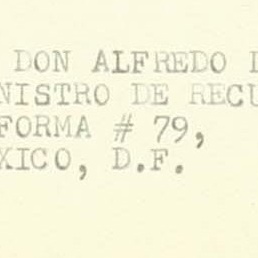 DON ALFREDO
NISTRO DE RECU
FORMA # 79,
XICO, D.F.